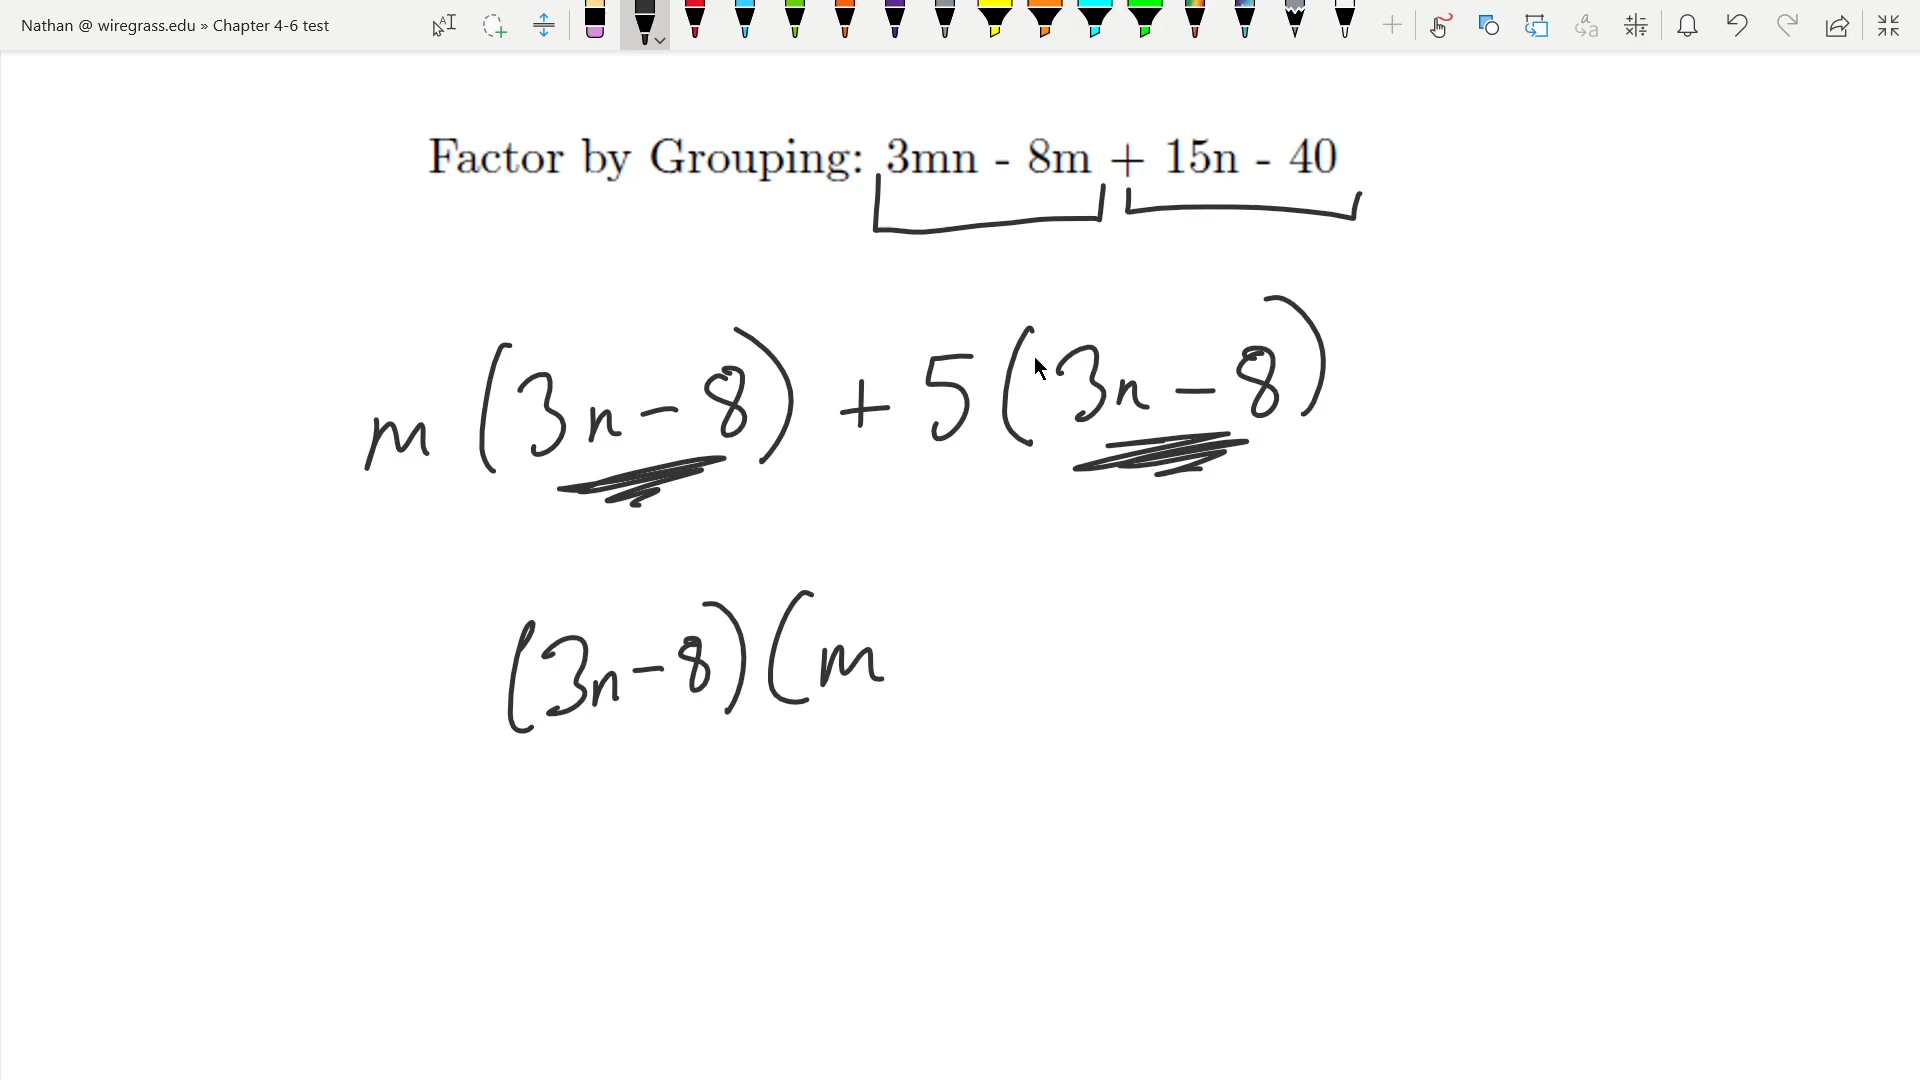 Nathan @ wiregrass.edu » Chapter 4-6 test
Factor by Grouping: 3mn - 8m + 15n - 40
m (3n - 8) + 5 (3n - 8)
(3n - 8) (m